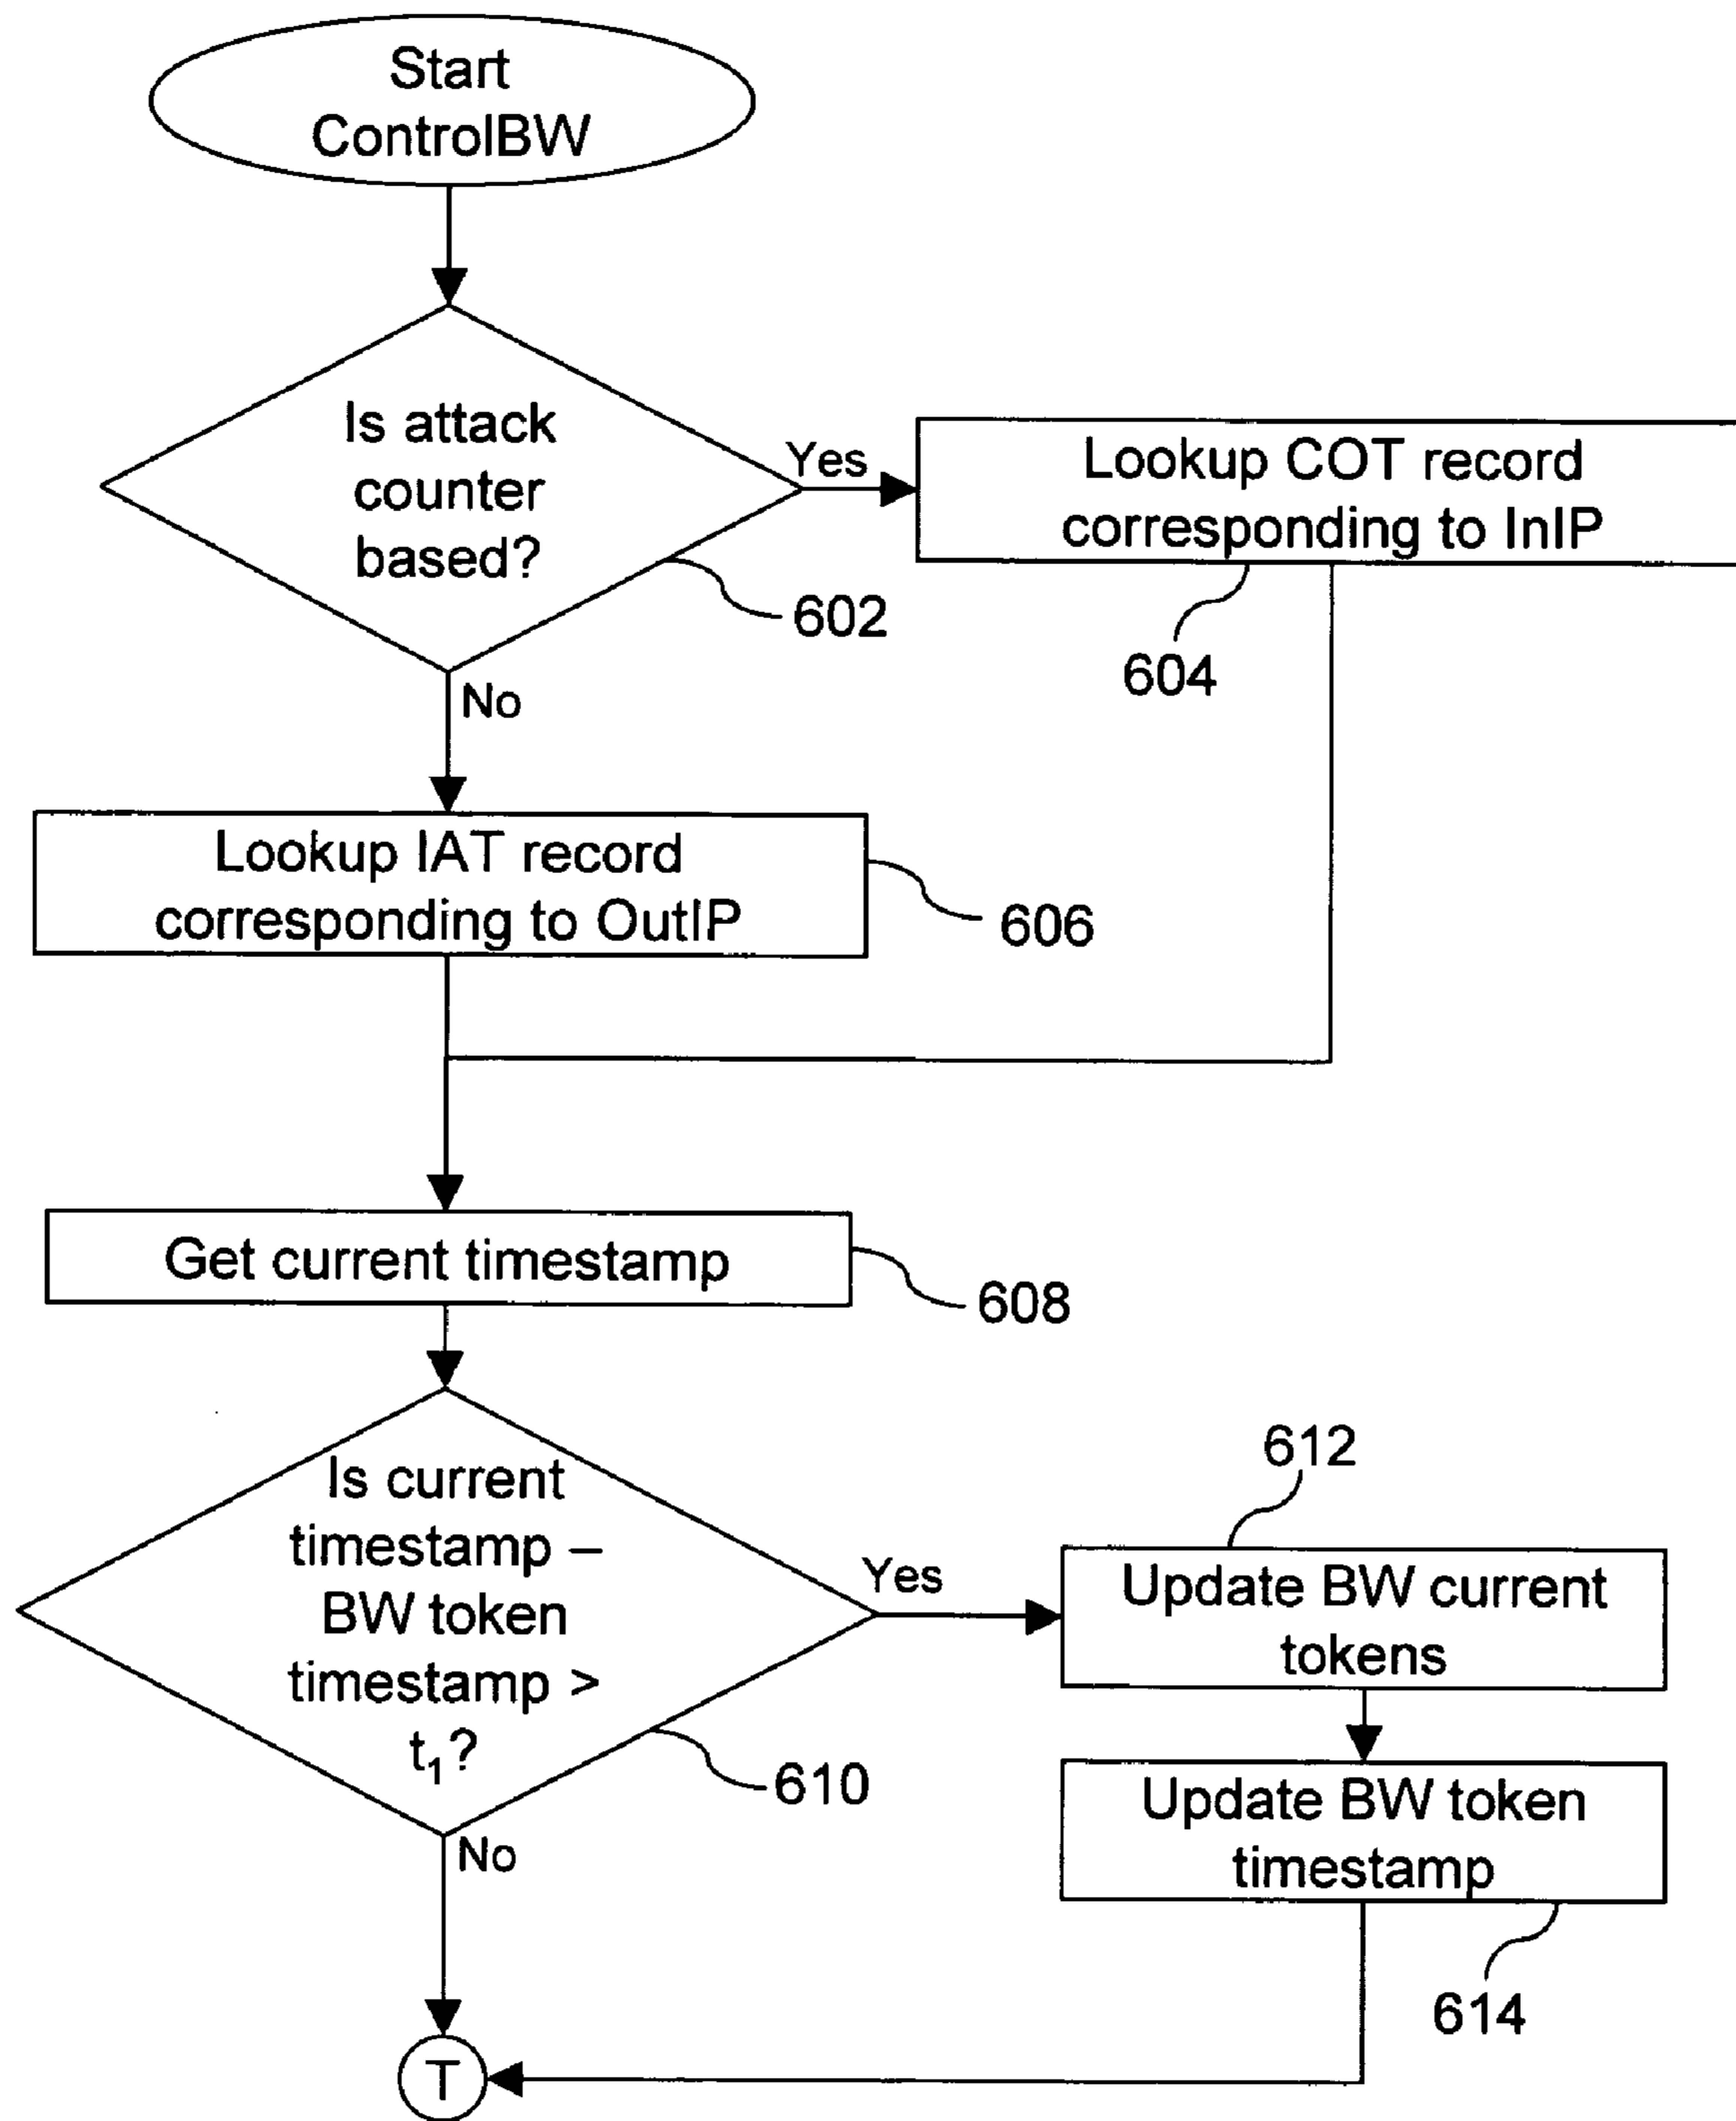 Start
ControlBW
Is attack
counter
based?
Yes
602
No
Lookup COT record
corresponding to InIP
604
Lookup IAT record
corresponding to OutIP
606
Get current timestamp
608
Is current
timestamp –
BW token
timestamp >
t₁?
Yes
610
No
612
Update BW current
tokens
Update BW token
timestamp
614
T